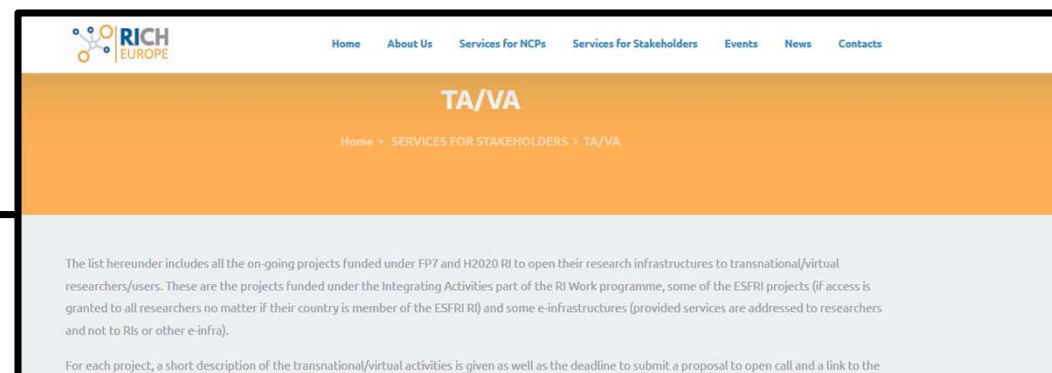 RICH
EUROPE
Home About Us Services for NCPs Services for Stakeholders Events News Contacts
TA/VA
Home > SERVICES FOR STAKEHOLDERS > TA/VA
The list hereunder includes all the on-going projects funded under FP7 and H2020 RI to open their research infrastructures to transnational/virtual
researchers/users. These are the projects funded under the Integrating Activities part of the RI Work programme, some of the ESFRI projects (if access is
granted to all researchers no matter if their country is member of the ESFRI RI) and some e-infrastructures (provided services are addressed to researchers
and not to RIs or other e-infra).
For each project, a short description of the transnational/virtual activities is given as well as the deadline to submit a proposal to open call and a link to the